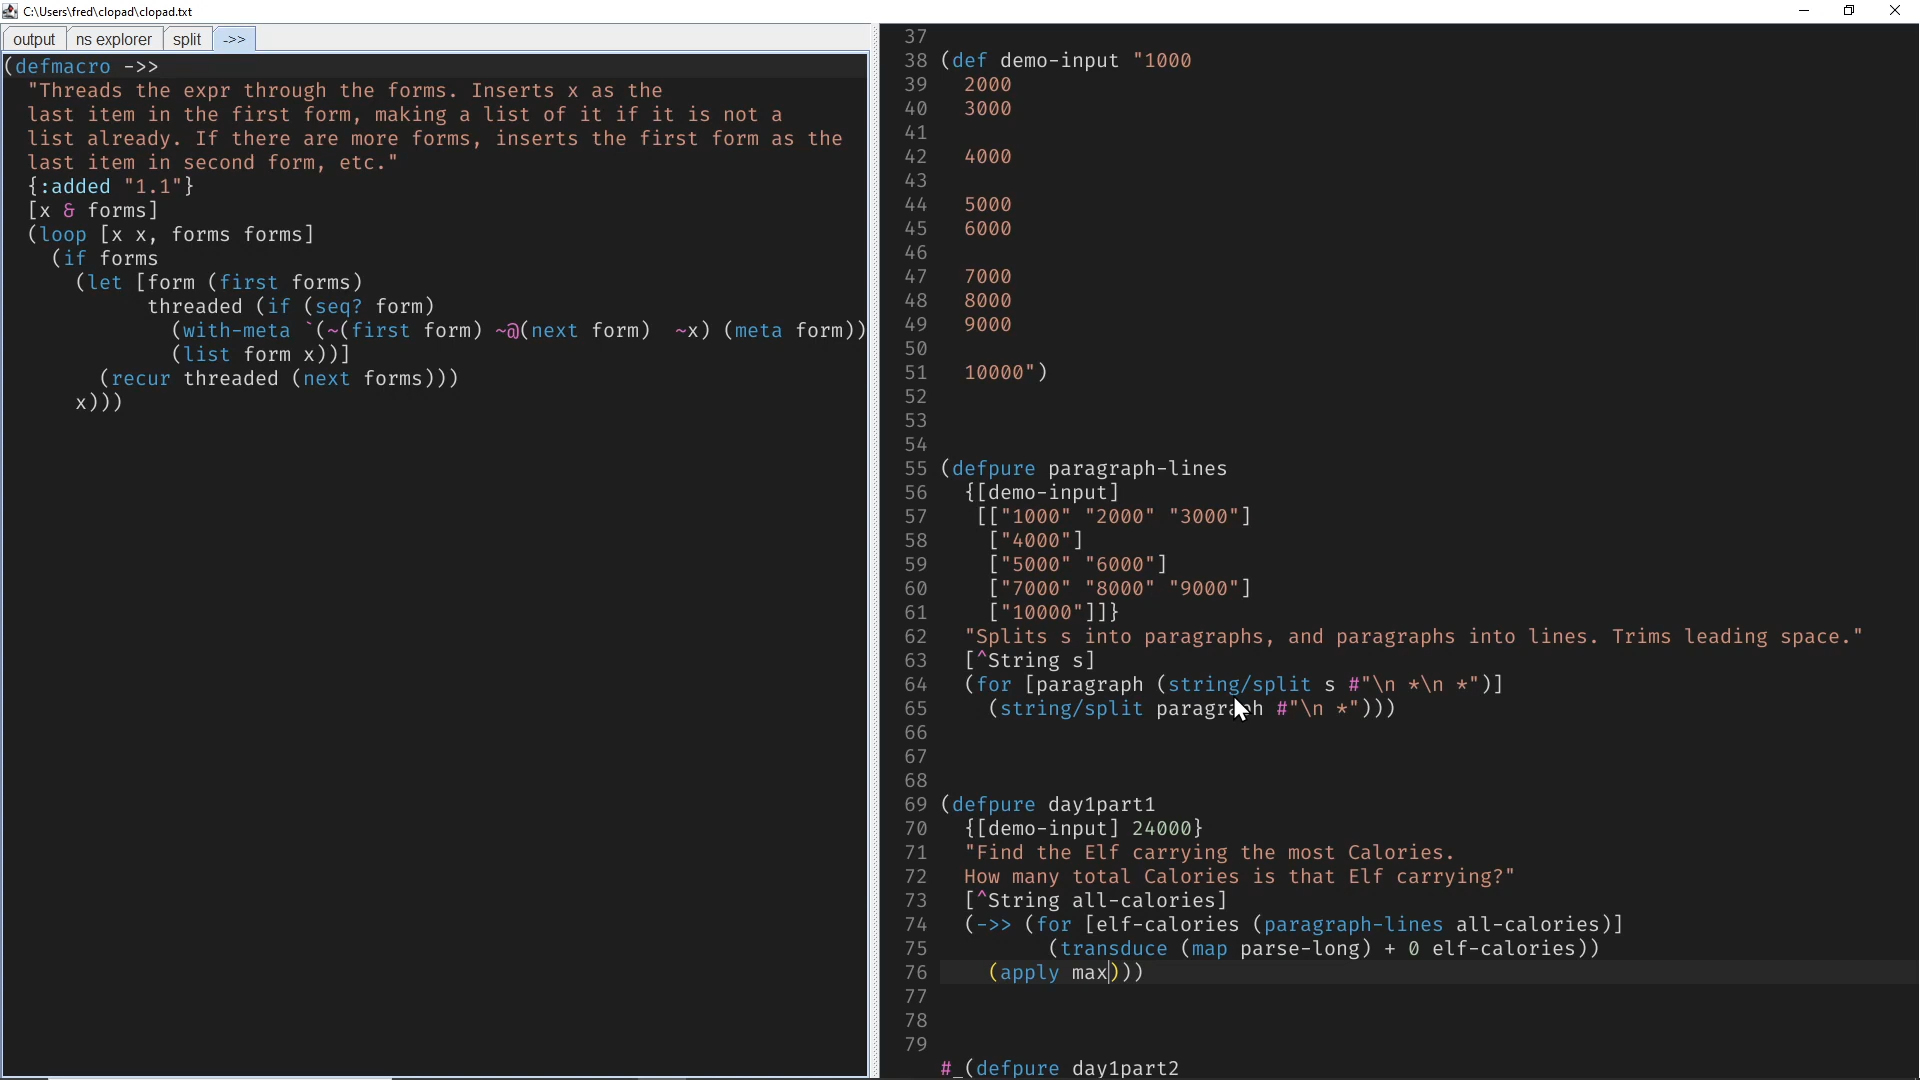 C:\Users\fred\clopad\clopad.txt
output ns explorer split ->>
(defmacro ->>
"Threads the expr through the forms. Inserts x as the
last item in the first form, making a list of it if it is not a
list already. If there are more forms, inserts the first form as the
last item in second form, etc."
{:added "1.1"}
[x & forms]
(loop [x x, forms forms]
(if forms
(let [form (first forms)
threaded (if (seq? form)
(with-meta `(~(first form) ~@(next form)  ~x) (meta form))
(list form x))]
(recur threaded (next forms)))
x)))
37
38 (def demo-input "1000
39 2000
40 3000
41
42 4000
43
44 5000
45 6000
46
47 7000
48 8000
49 9000
50
51 10000")
52
53
54
55 (defpure paragraph-lines
56 {[demo-input]
57 [["1000" "2000" "3000"]
58 ["4000"]
59 ["5000" "6000"]
60 ["7000" "8000" "9000"]
61 ["10000"]]}
62 "Splits s into paragraphs, and paragraphs into lines. Trims leading space."
63 [^String s]
64 (for [paragraph (string/split s #"\n *\n *")]
65 (string/split paragraph #"\n *")))
66
67
68
69 (defpure day1part1
70 {[demo-input] 24000}
71 "Find the Elf carrying the most Calories.
72 How many total Calories is that Elf carrying?"
73 [^String all-calories]
74 (->> (for [elf-calories (paragraph-lines all-calories)]
75 (transduce (map parse-long) + 0 elf-calories))
76 (apply max)))
77
78
79
#_(defpure day1part2